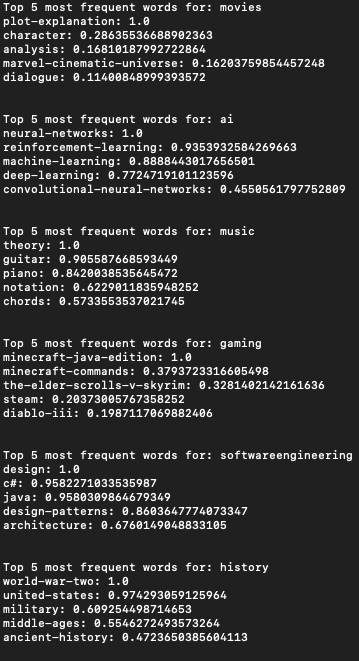 Top 5 most frequent words for: movies
plot-explanation: 1.0
character: 0.28635536688902363
analysis: 0.16810187992722864
marvel-cinematic-universe: 0.16203759854457248
dialogue: 0.11400848999393572
Top 5 most frequent words for: ai
neural-networks: 1.0
reinforcement-learning: 0.9353932584269663
machine-learning: 0.8888443017656501
deep-learning: 0.7724719101123596
convolutional-neural-networks: 0.4550561797752809
Top 5 most frequent words for: music
theory: 1.0
guitar: 0.905587668593449
piano: 0.8420038535645472
notation: 0.6229011835948252
chords: 0.5733553537021745
Top 5 most frequent words for: gaming
minecraft-java-edition: 1.0
minecraft-commands: 0.3793723316605498
the-elder-scrolls-v-skyrim: 0.3281402142161636
steam: 0.20373005767358252
diablo-iii: 0.1987117069882406
Top 5 most frequent words for: softwareengineering
design: 1.0
c#: 0.9582271033535987
java: 0.9580309864679349
design-patterns: 0.8603647774073347
architecture: 0.6760149048833105
Top 5 most frequent words for: history
world-war-two: 1.0
united-states: 0.974293059125964
military: 0.609254498714653
middle-ages: 0.5546272493573264
ancient-history: 0.4723650385604113